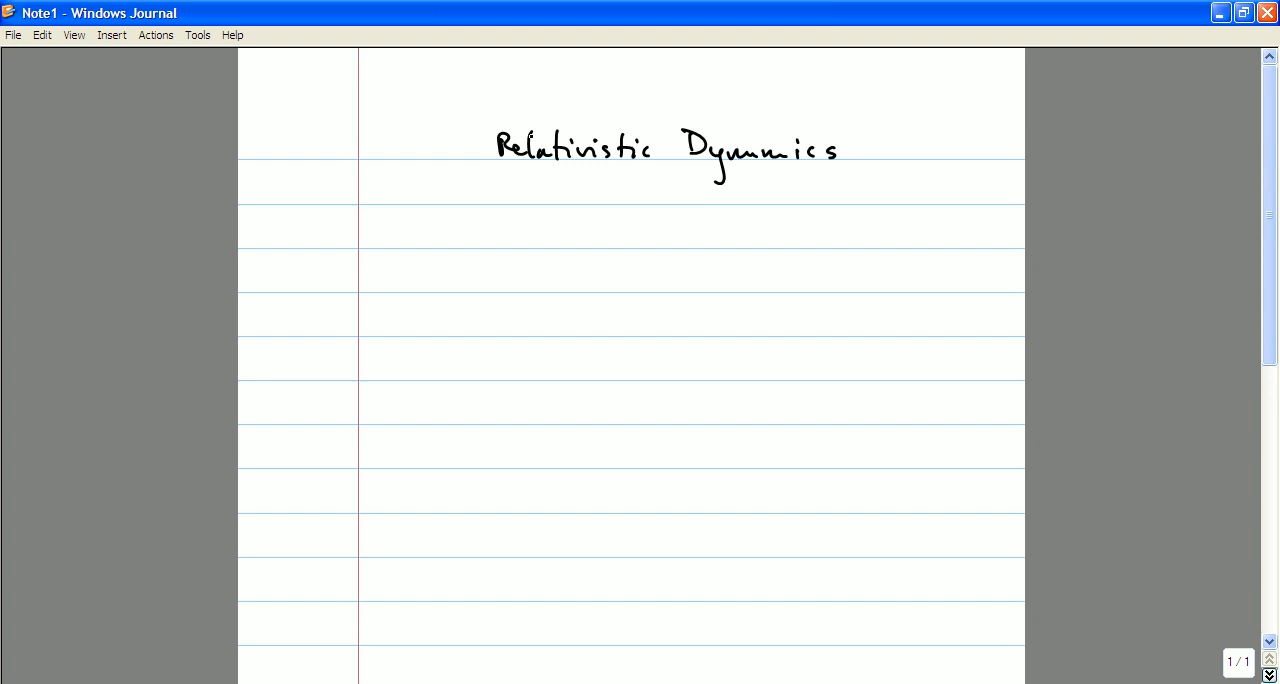 Note1 - Windows Journal
File Edit View Insert Actions Tools Help
Relativistic Dynamics
1 / 1